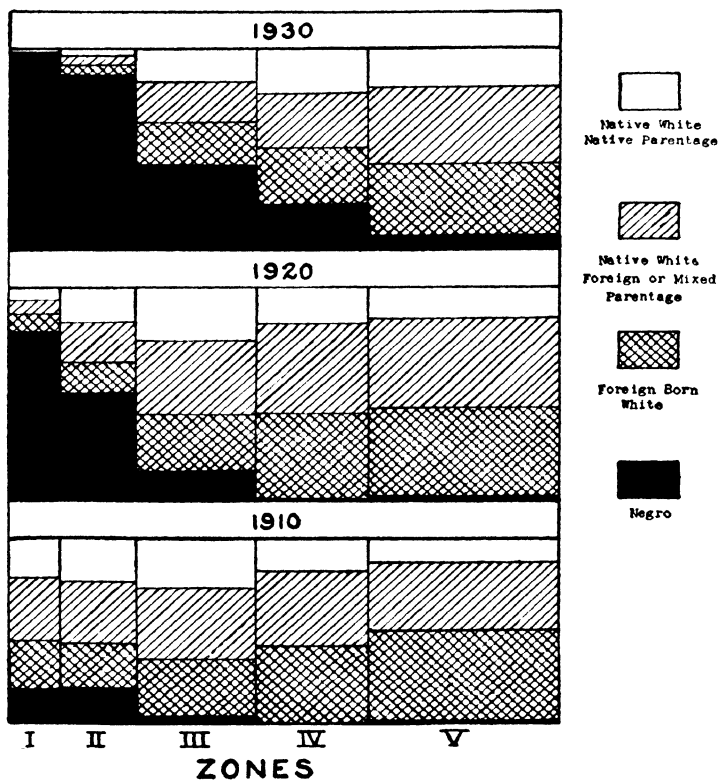 1930
Native White
Native Parentage
Native White
Foreign or Mixed
Parentage
1920
Foreign Born
White
Negro
1910
I II III IV V
ZONES